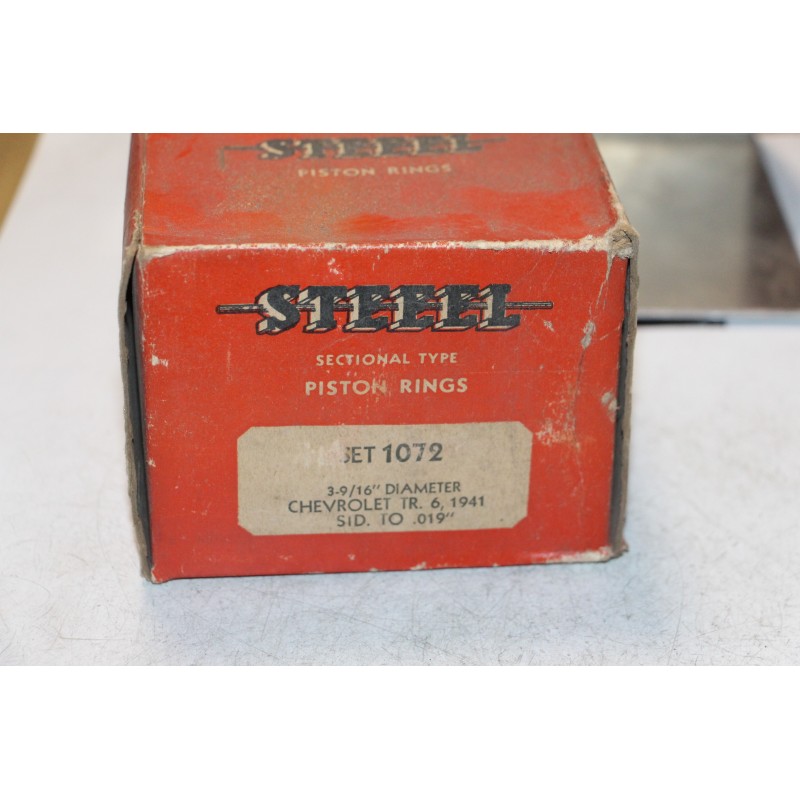 STEEEL
PISTON RINGS
STEEEL
SECTIONAL TYPE
PISTON RINGS
SET 1072
3-9/16" DIAMETER
CHEVROLET TR. 6, 1941
SID. TO .019"